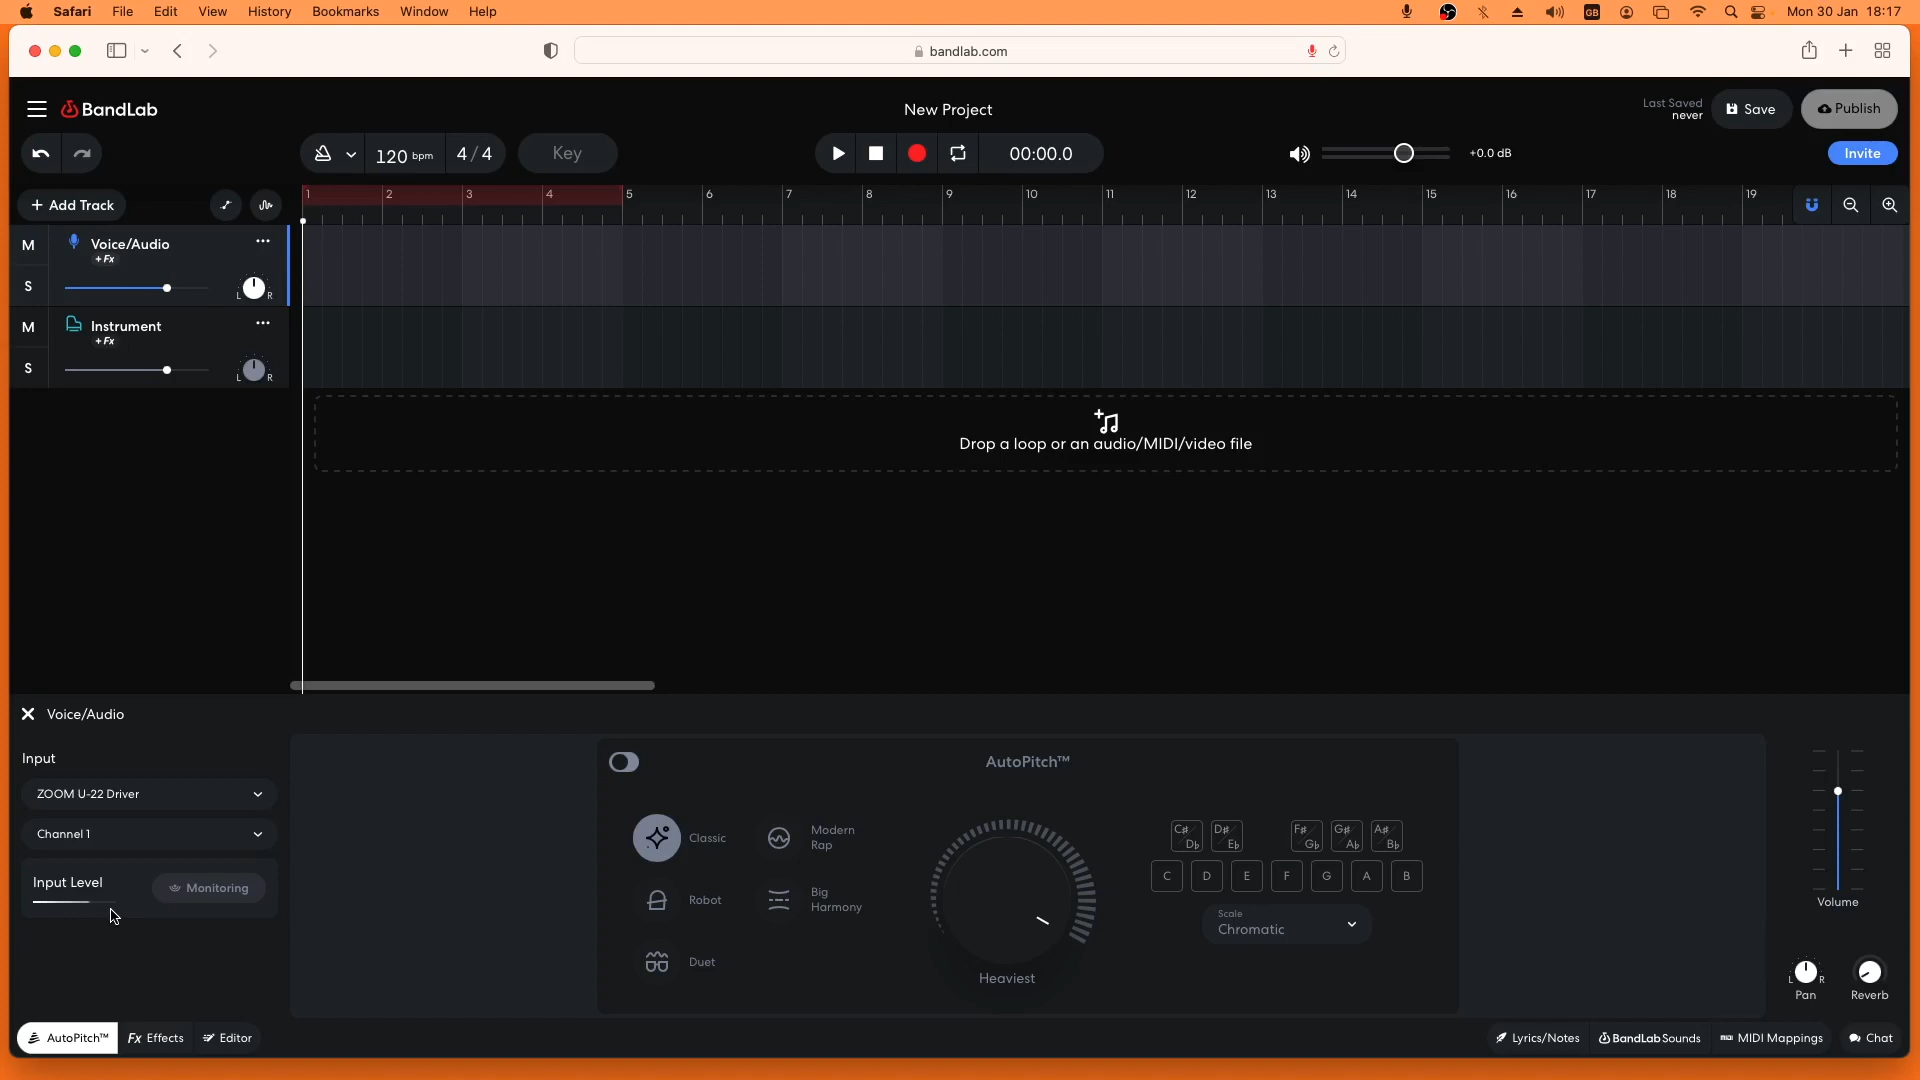 Safari File Edit View History Bookmarks Window Help GB Mon 30 Jan 18:17
bandlab.com
BandLab
New Project
Last Saved
never
Save
Publish
120 bpm
4 / 4
Key
00:00.0
+0.0 dB
Invite
+ Add Track
1 2 3 4 5 6 7 8 9 10 11 12 13 14 15 16 17 18 19
M
Voice/Audio
+ Fx
S
L R
M
Instrument
+ Fx
S
L R
Drop a loop or an audio/MIDI/video file
Voice/Audio
Input
ZOOM U-22 Driver
Channel 1
Input Level
Monitoring
AutoPitch™
Classic
Modern
Rap
Robot
Big
Harmony
Duet
Heaviest
C# D♭
D# E♭
F# G♭
G# A♭
A# B♭
C D E F G A B
Scale
Chromatic
Volume
L R
Pan
Reverb
AutoPitch™
Fx Effects
Editor
Lyrics/Notes
BandLab Sounds
MIDI Mappings
Chat